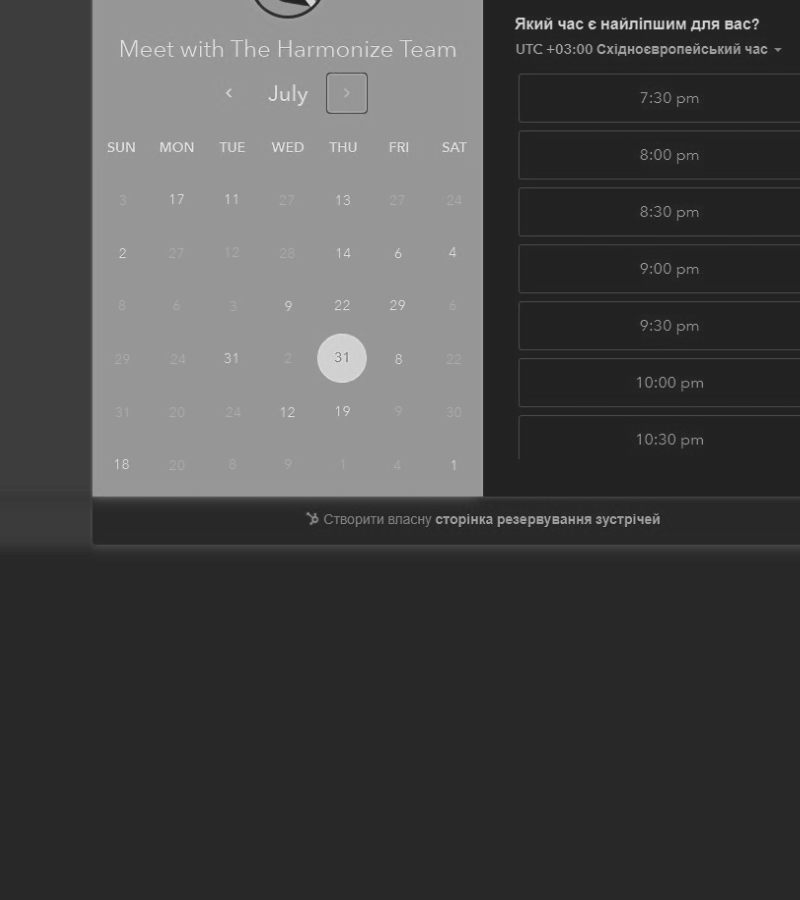 Meet with The Harmonize Team
July
SUN MON TUE WED THU FRI SAT
3 17 11 27 13 27 24
2 27 12 28 14 6 4
8 6 3 9 22 29 6
29 24 31 2 31 8 22
31 20 24 12 19 9 30
18 20 8 9 1 4 1
Який час є найліпшим для вас?
UTC +03:00 Східноєвропейський час
7:30 pm
8:00 pm
8:30 pm
9:00 pm
9:30 pm
10:00 pm
10:30 pm
Створити власну сторінка резервування зустрічей